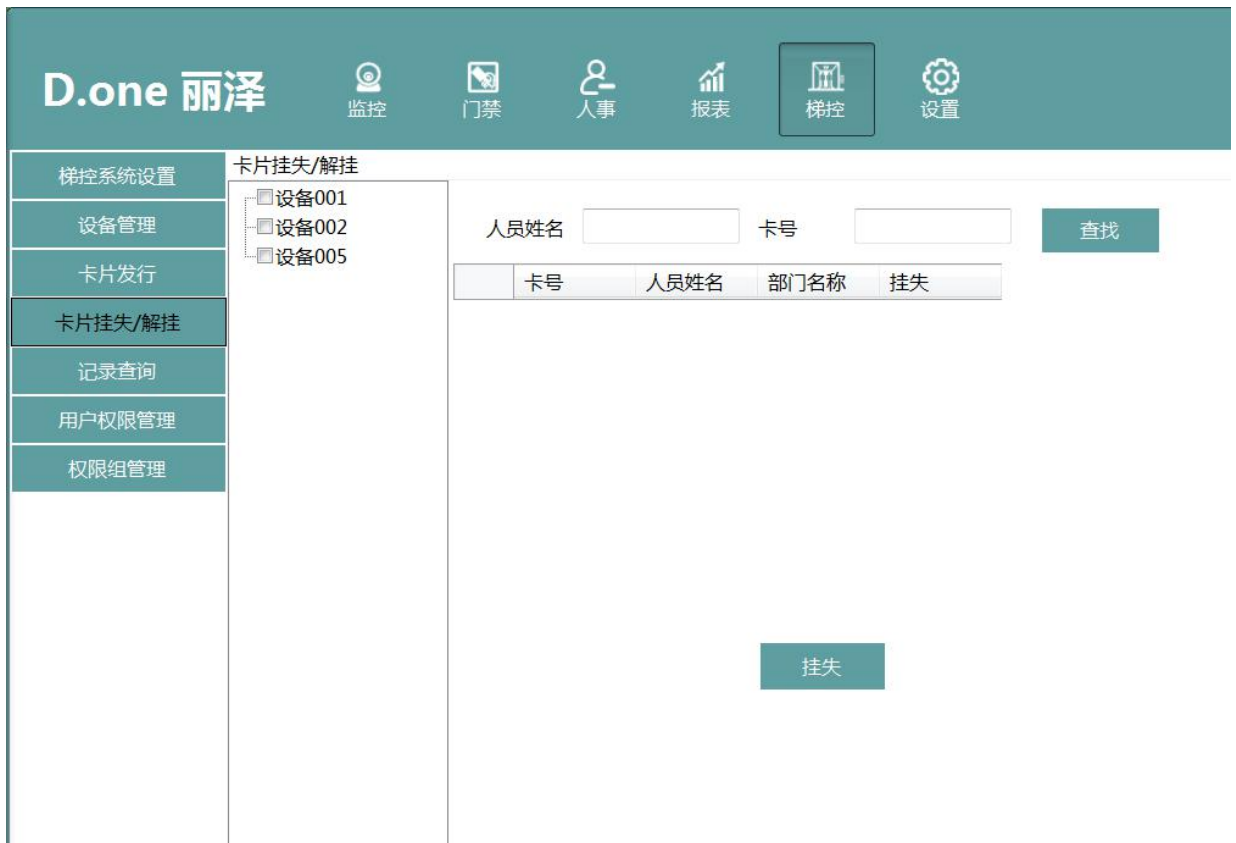 D.one 丽泽
监控 门禁 人事 报表 梯控 设置
梯控系统设置
设备管理
卡片发行
卡片挂失/解挂
记录查询
用户权限管理
权限组管理
卡片挂失/解挂
设备001
设备002
设备005
人员姓名 卡号 查找
卡号 人员姓名 部门名称 挂失
挂失